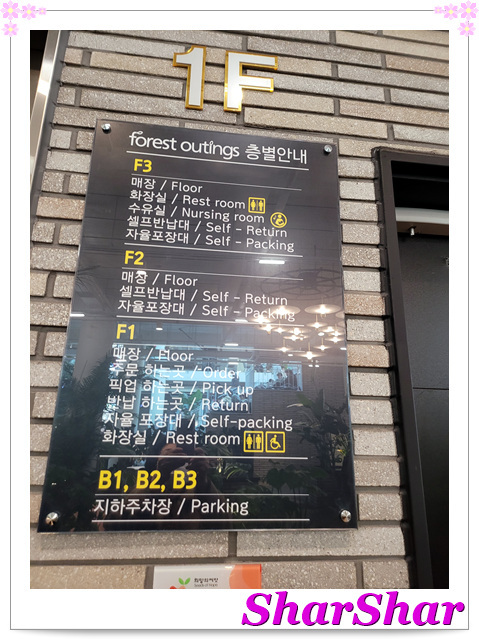 1F
forest outings 층별안내
F3
매장 / Floor
화장실 / Rest room
수유실 / Nursing room
셀프반납대 / Self - Return
자율포장대 / Self - Packing
F2
매장 / Floor
셀프반납대 / Self - Return
자율포장대 / Self - Packing
F1
매장 / Floor
주문 하는곳 / Order
픽업 하는곳 / Pick up
반납 하는곳 / Return
자율 포장대 / Self-packing
화장실 / Rest room
B1, B2, B3
지하주차장 / Parking
SharShar